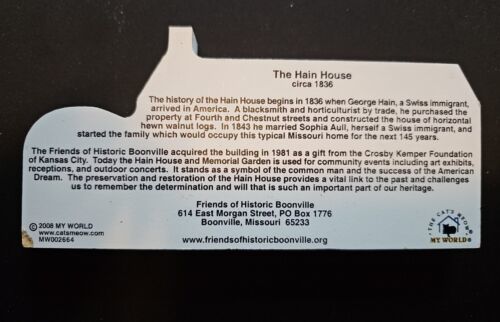 The Hain House
circa 1836
The history of the Hain House begins in 1836 when George Hain, a Swiss immigrant,
arrived in America. A blacksmith and horticulturist by trade, he purchased the
property at Fourth and Chestnut streets and constructed the house of horizontal
hewn walnut logs. In 1843 he married Sophia Aull, herself a Swiss immigrant, and
started the family which would occupy this typical Missouri home for the next 145 years.
The Friends of Historic Boonville acquired the building in 1981 as a gift from the Crosby Kemper Foundation
of Kansas City. Today the Hain House and Memorial Garden is used for community events including art exhibits,
receptions, and outdoor concerts. It stands as a symbol of the common man and the success of the American
Dream. The preservation and restoration of the Hain House provides a vital link to the past and challenges
us to remember the determination and will that is such an important part of our heritage.
Friends of Historic Boonville
614 East Morgan Street, PO Box 1776
Boonville, Missouri 65233
www.friendsofhistoricboonville.org
© 2008 MY WORLD
www.catsmeow.com
MW002664
THE CAT'S MEOW
MY WORLD®